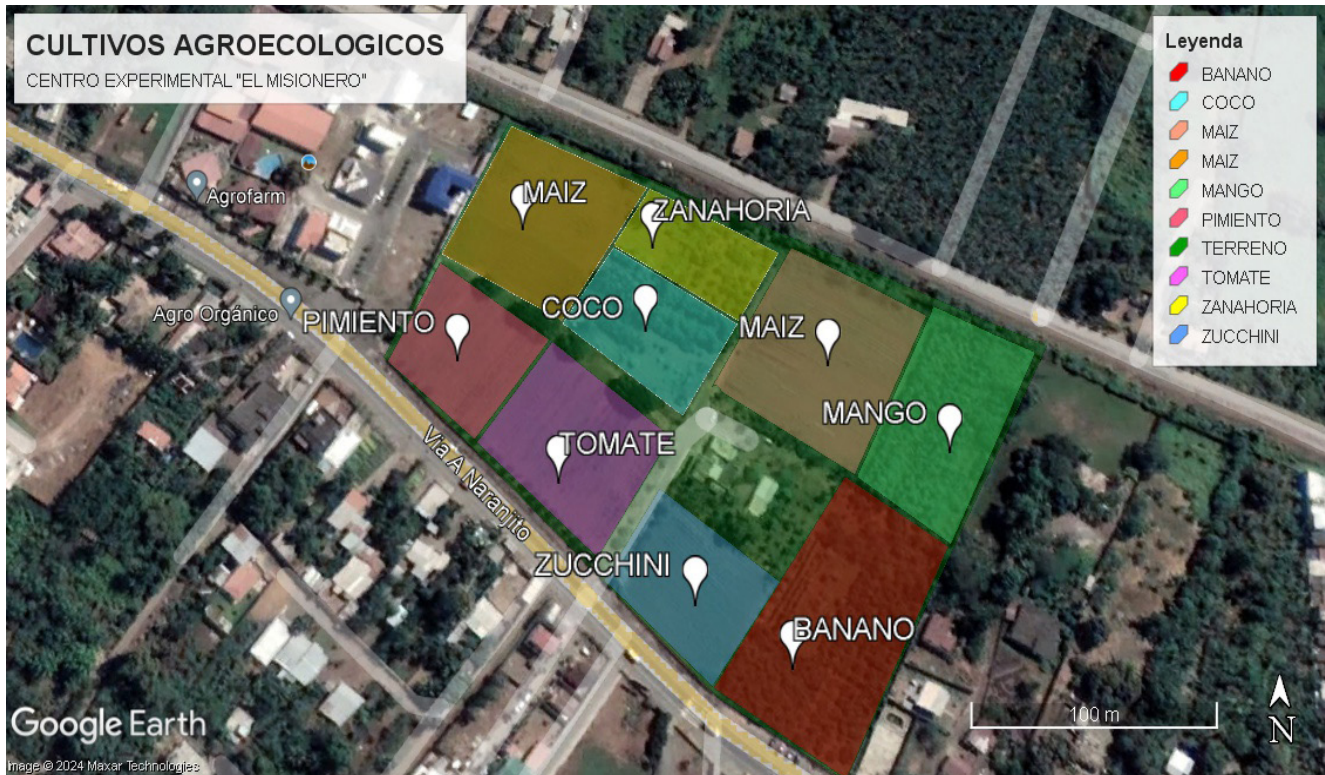 CULTIVOS AGROECOLOGICOS
CENTRO EXPERIMENTAL "EL MISIONERO"
Leyenda
BANANO
COCO
MAIZ
MAIZ
MANGO
PIMIENTO
TERRENO
TOMATE
ZANAHORIA
ZUCCHINI
Agrofarm
MAIZ
ZANAHORIA
Agro Orgánico
PIMIENTO
COCO
MAIZ
MANGO
TOMATE
Via A Naranjito
ZUCCHINI
BANANO
100 m
N
Google Earth
Image © 2024 Maxar Technologies